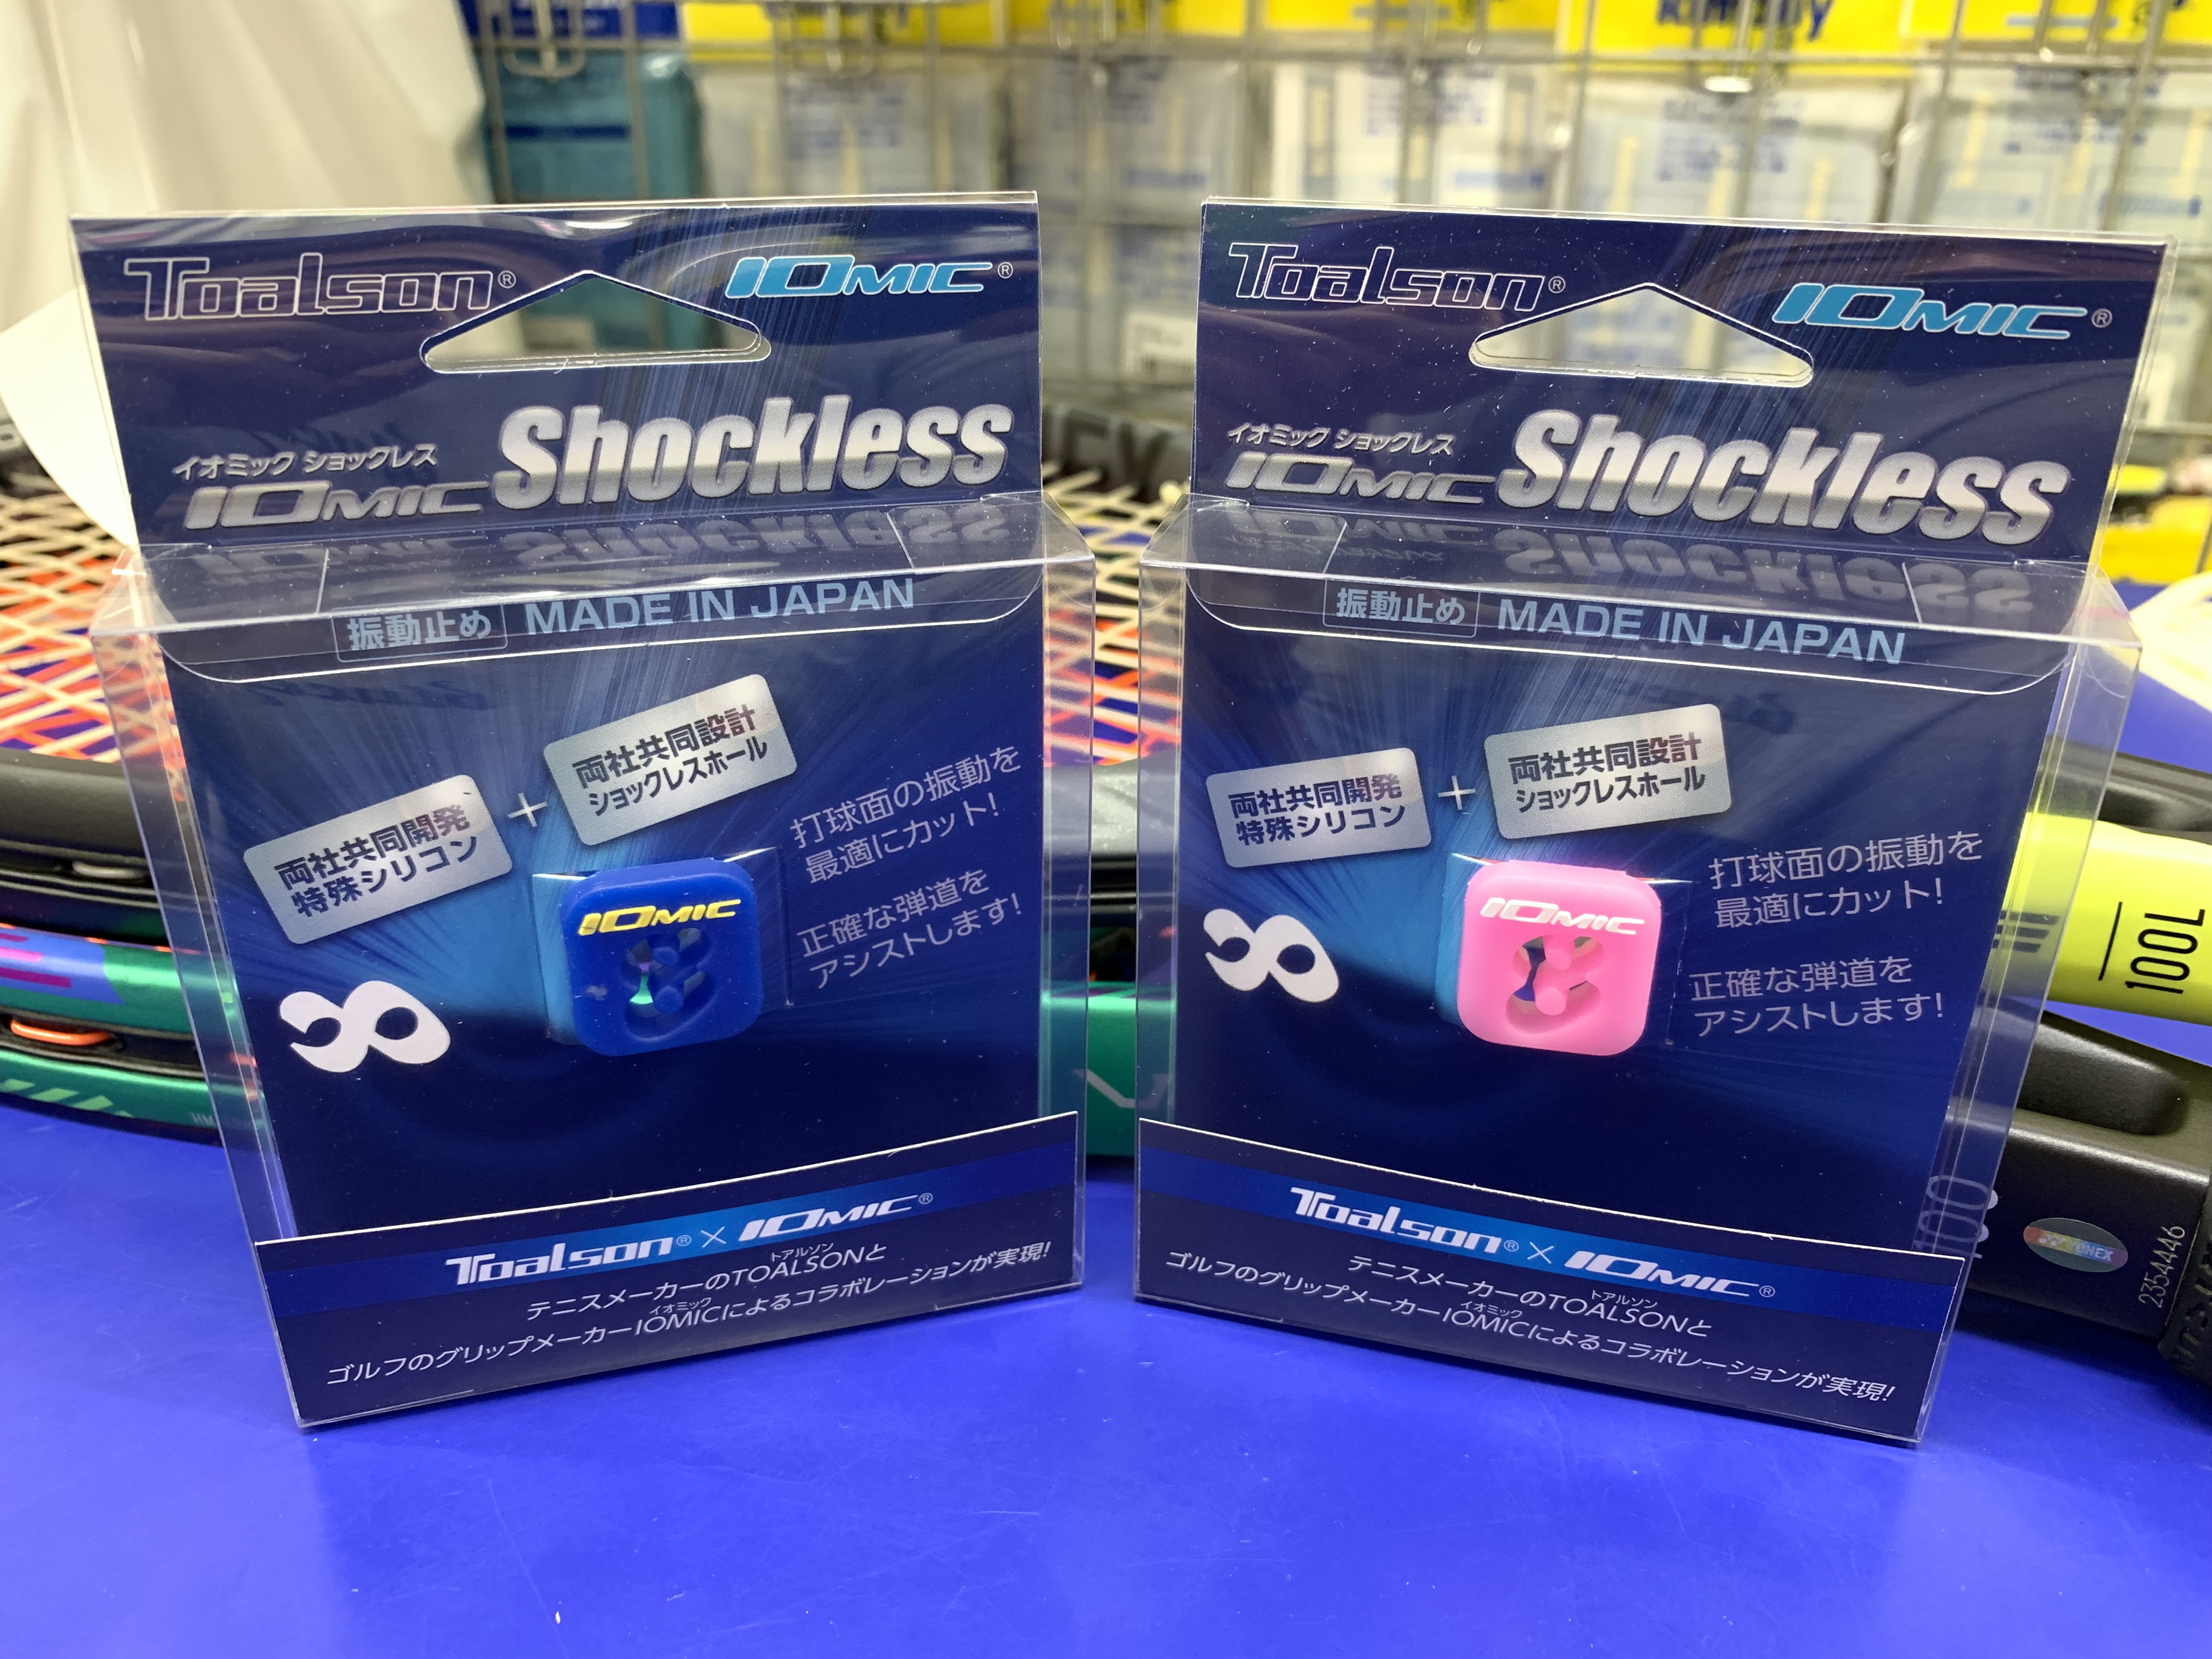 Toalson®
IOMIC®
イオミック ショックレス
IOMIC Shockless
振動止め MADE IN JAPAN
両社共同開発
特殊シリコン
+
両社共同設計
ショックレスホール
打球面の振動を
最適にカット!
正確な弾道を
アシストします!
IOMIC
Toalson® × IOMIC®
トアルソン
テニスメーカーのTOALSONと
イオミック
ゴルフのグリップメーカーIOMICによるコラボレーションが実現!
Toalson®
IOMIC®
イオミック ショックレス
IOMIC Shockless
振動止め MADE IN JAPAN
両社共同開発
特殊シリコン
+
両社共同設計
ショックレスホール
打球面の振動を
最適にカット!
正確な弾道を
アシストします!
IOMIC
Toalson® × IOMIC®
トアルソン
テニスメーカーのTOALSONと
イオミック
ゴルフのグリップメーカーIOMICによるコラボレーションが実現!
100L
100
YONEX
2354446